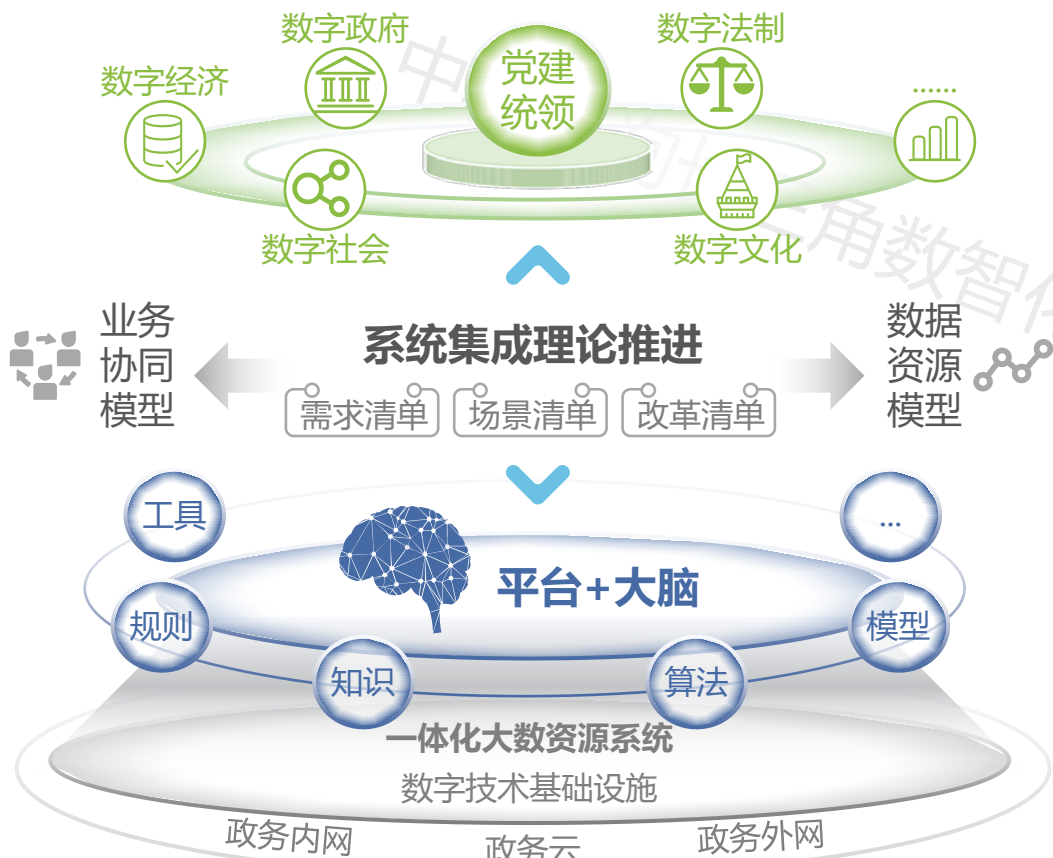 数字政府
数字法制
数字经济
党建
统领
......
数字社会
数字文化
业务
协同
模型
系统集成理论推进
需求清单
场景清单
改革清单
数据
资源
模型
工具
...
平台+大脑
规则
模型
知识
算法
一体化大数资源系统
数字技术基础设施
政务内网
政务云
政务外网